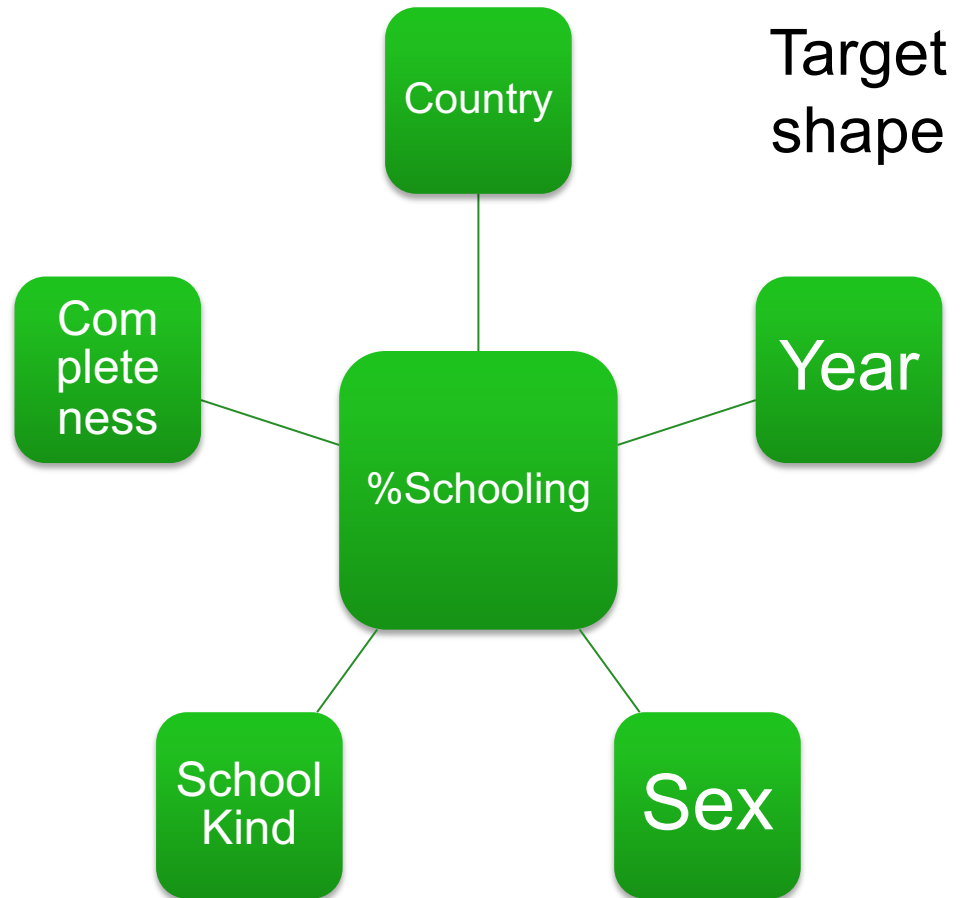 Target
shape
Country
Com
plete
ness
Year
%Schooling
School
Kind
Sex